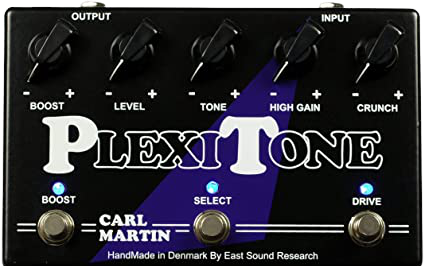 OUTPUT INPUT
- + - + - + - + - +
BOOST LEVEL TONE HIGH GAIN CRUNCH
PLEXITONE
BOOST SELECT DRIVE
CARL
MARTIN
HandMade in Denmark By East Sound Research